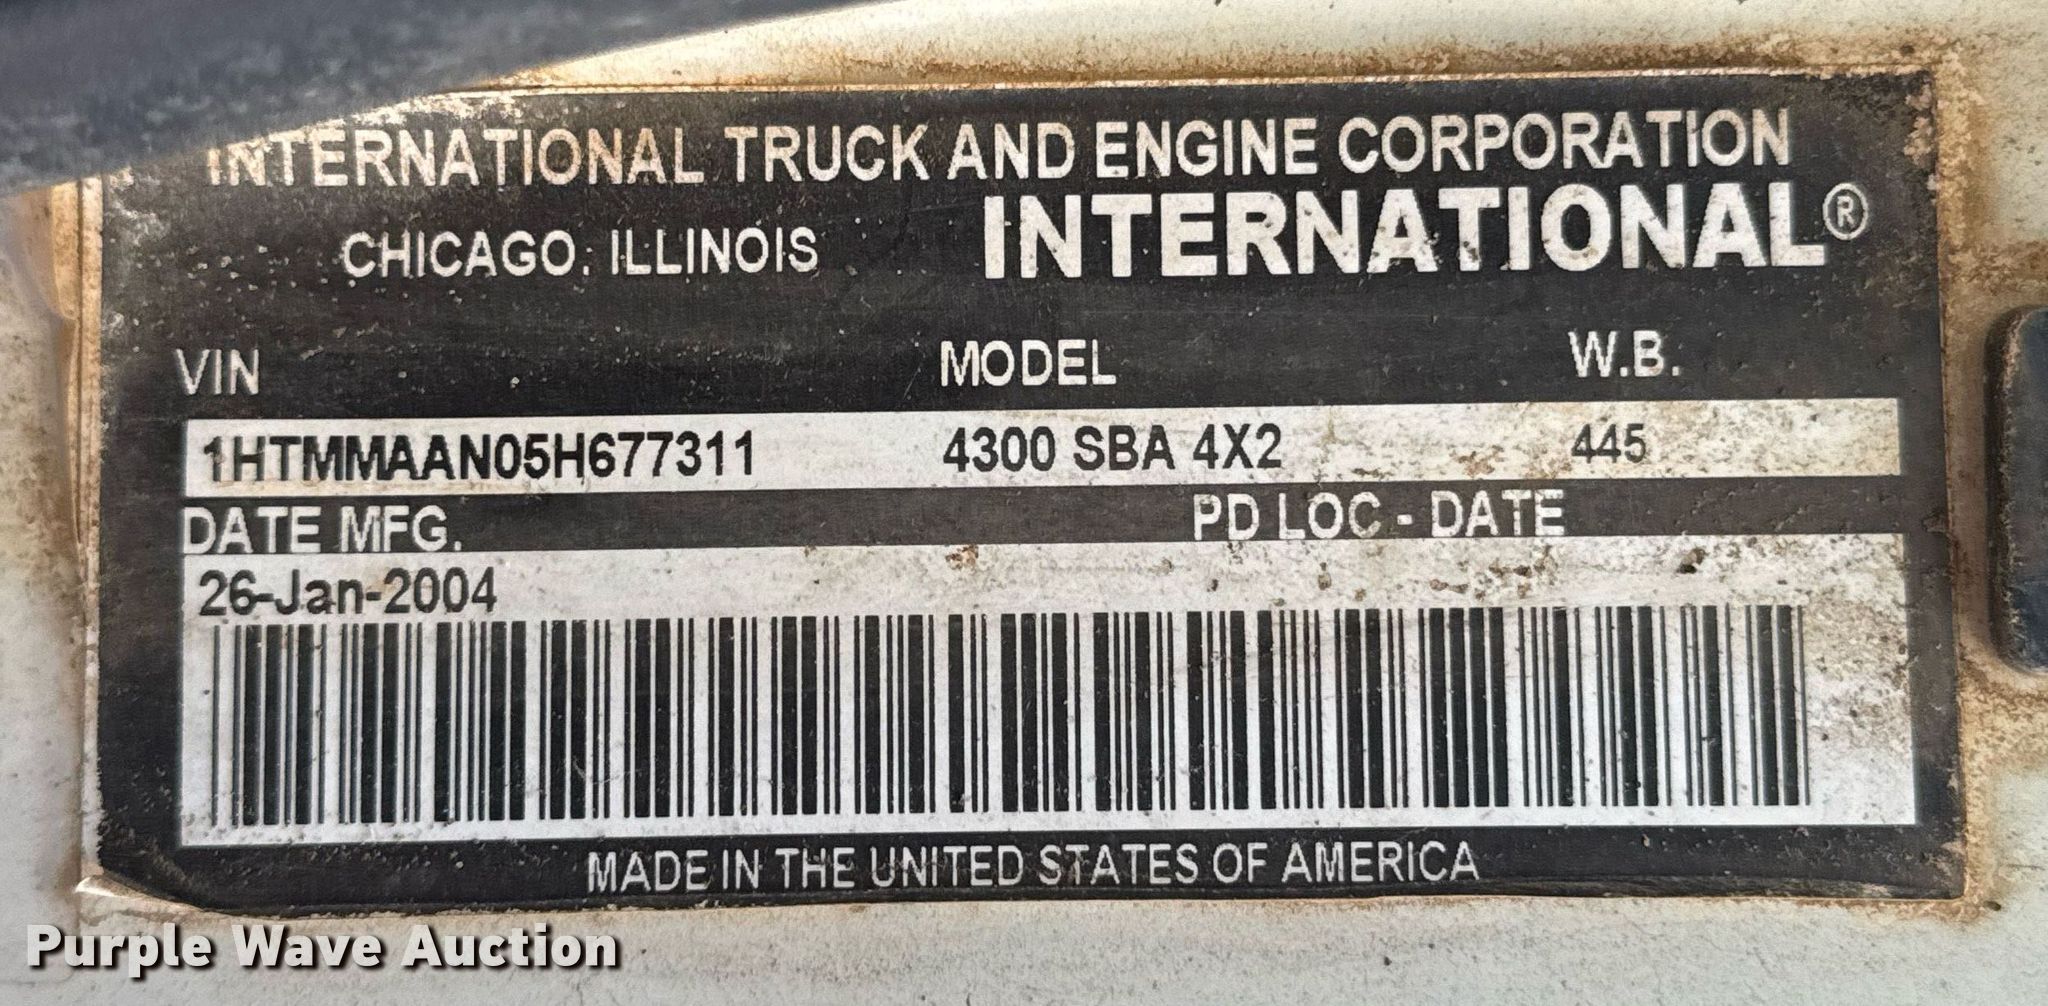 INTERNATIONAL TRUCK AND ENGINE CORPORATION
CHICAGO, ILLINOIS INTERNATIONAL®
VIN MODEL W.B.
1HTMMAAN05H677311 4300 SBA 4X2 445
DATE MFG. PD LOC - DATE
26-Jan-2004
MADE IN THE UNITED STATES OF AMERICA
Purple Wave Auction